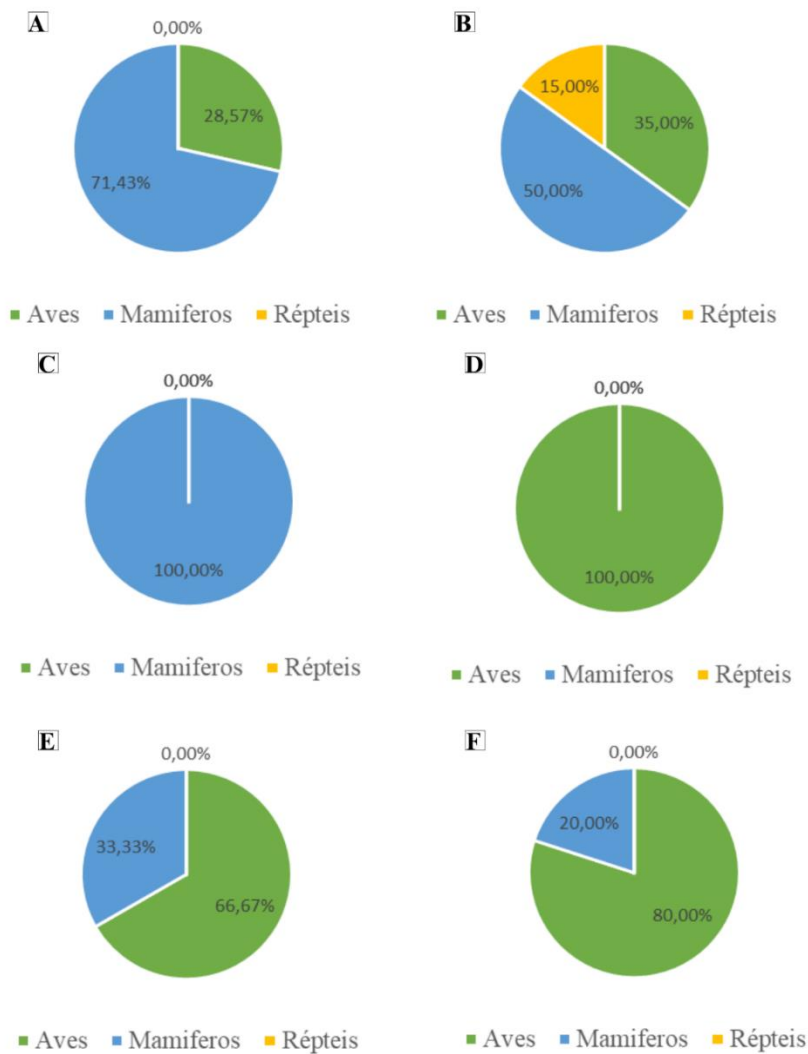 A
0,00%
28,57%
71,43%
Aves Mamiferos Répteis
B
15,00%
35,00%
50,00%
Aves Mamiferos Répteis
C
0,00%
100,00%
Aves Mamiferos Répteis
D
0,00%
100,00%
Aves Mamiferos Répteis
E
0,00%
33,33%
66,67%
Aves Mamiferos Répteis
F
0,00%
20,00%
80,00%
Aves Mamiferos Répteis